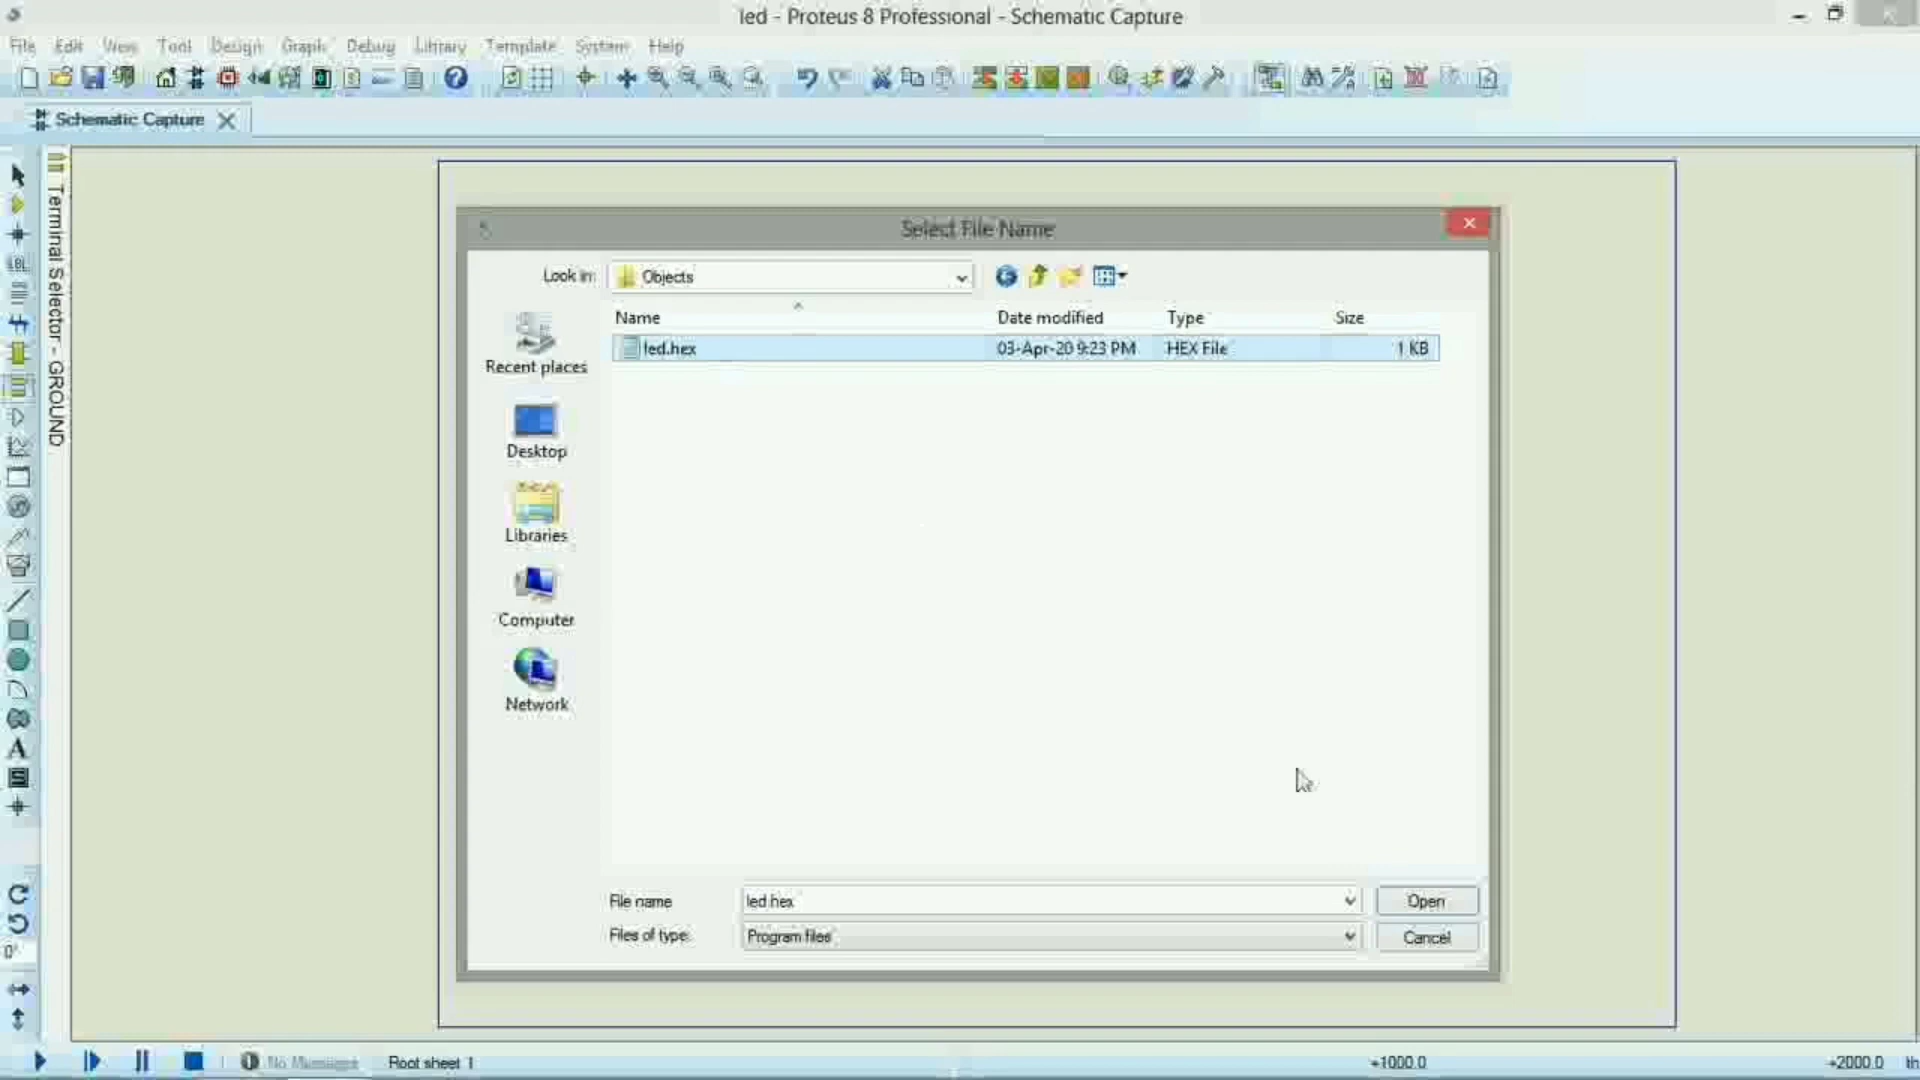 led - Proteus 8 Professional - Schematic Capture
File Edit View Tool Design Graph Debug Library Template System Help
Schematic Capture
Terminal Selector - GROUND
LBL
A
S
0°
Select File Name
Look in:
Objects
Name Date modified Type Size
led.hex 03-Apr-20 9:23 PM HEX File 1 KB
Recent places
Desktop
Libraries
Computer
Network
File name led.hex Open
Files of type: Program files Cancel
No Messages Root sheet 1 +1000.0 +2000.0 th